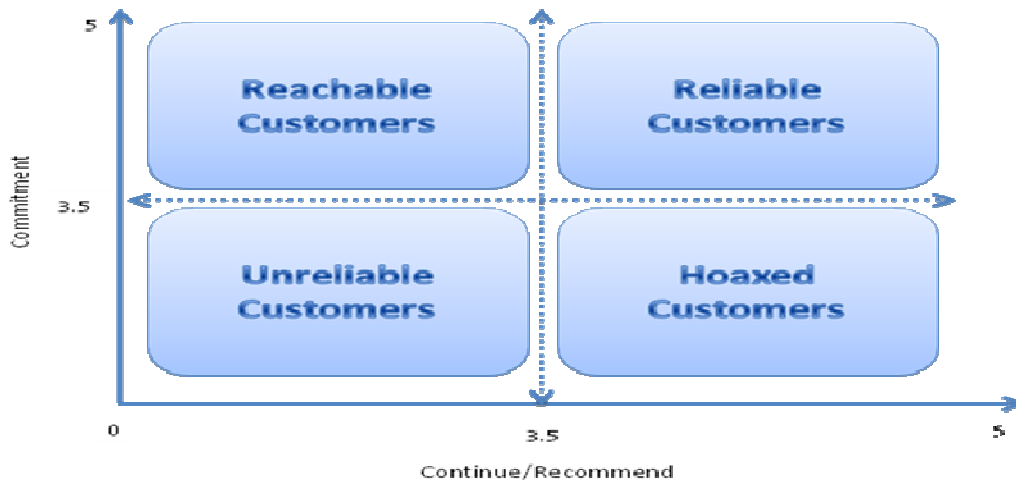 5
Reachable
Customers
Reliable
Customers
Commitment
3.5
Unreliable
Customers
Hoaxed
Customers
0
3.5
5
Continue/Recommend